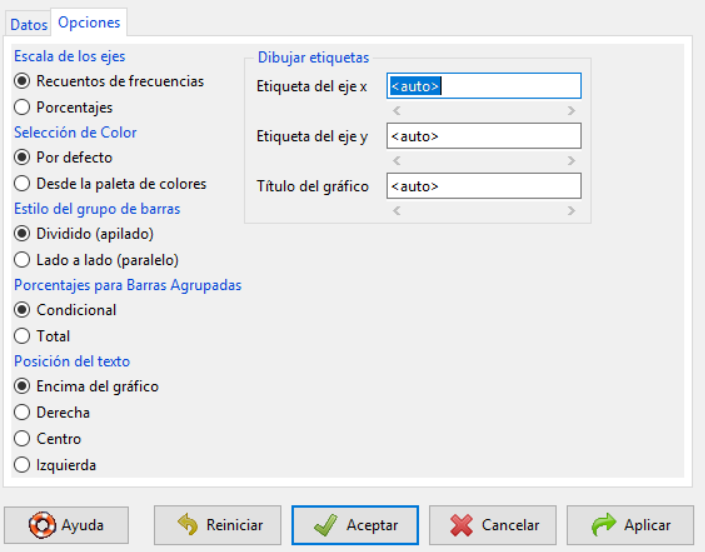 Datos Opciones
Escala de los ejes
Recuentos de frecuencias
Porcentajes
Selección de Color
Por defecto
Desde la paleta de colores
Estilo del grupo de barras
Dividido (apilado)
Lado a lado (paralelo)
Porcentajes para Barras Agrupadas
Condicional
Total
Posición del texto
Encima del gráfico
Derecha
Centro
Izquierda
Dibujar etiquetas
Etiqueta del eje x <auto>
Etiqueta del eje y <auto>
Título del gráfico <auto>
Ayuda Reiniciar Aceptar Cancelar Aplicar